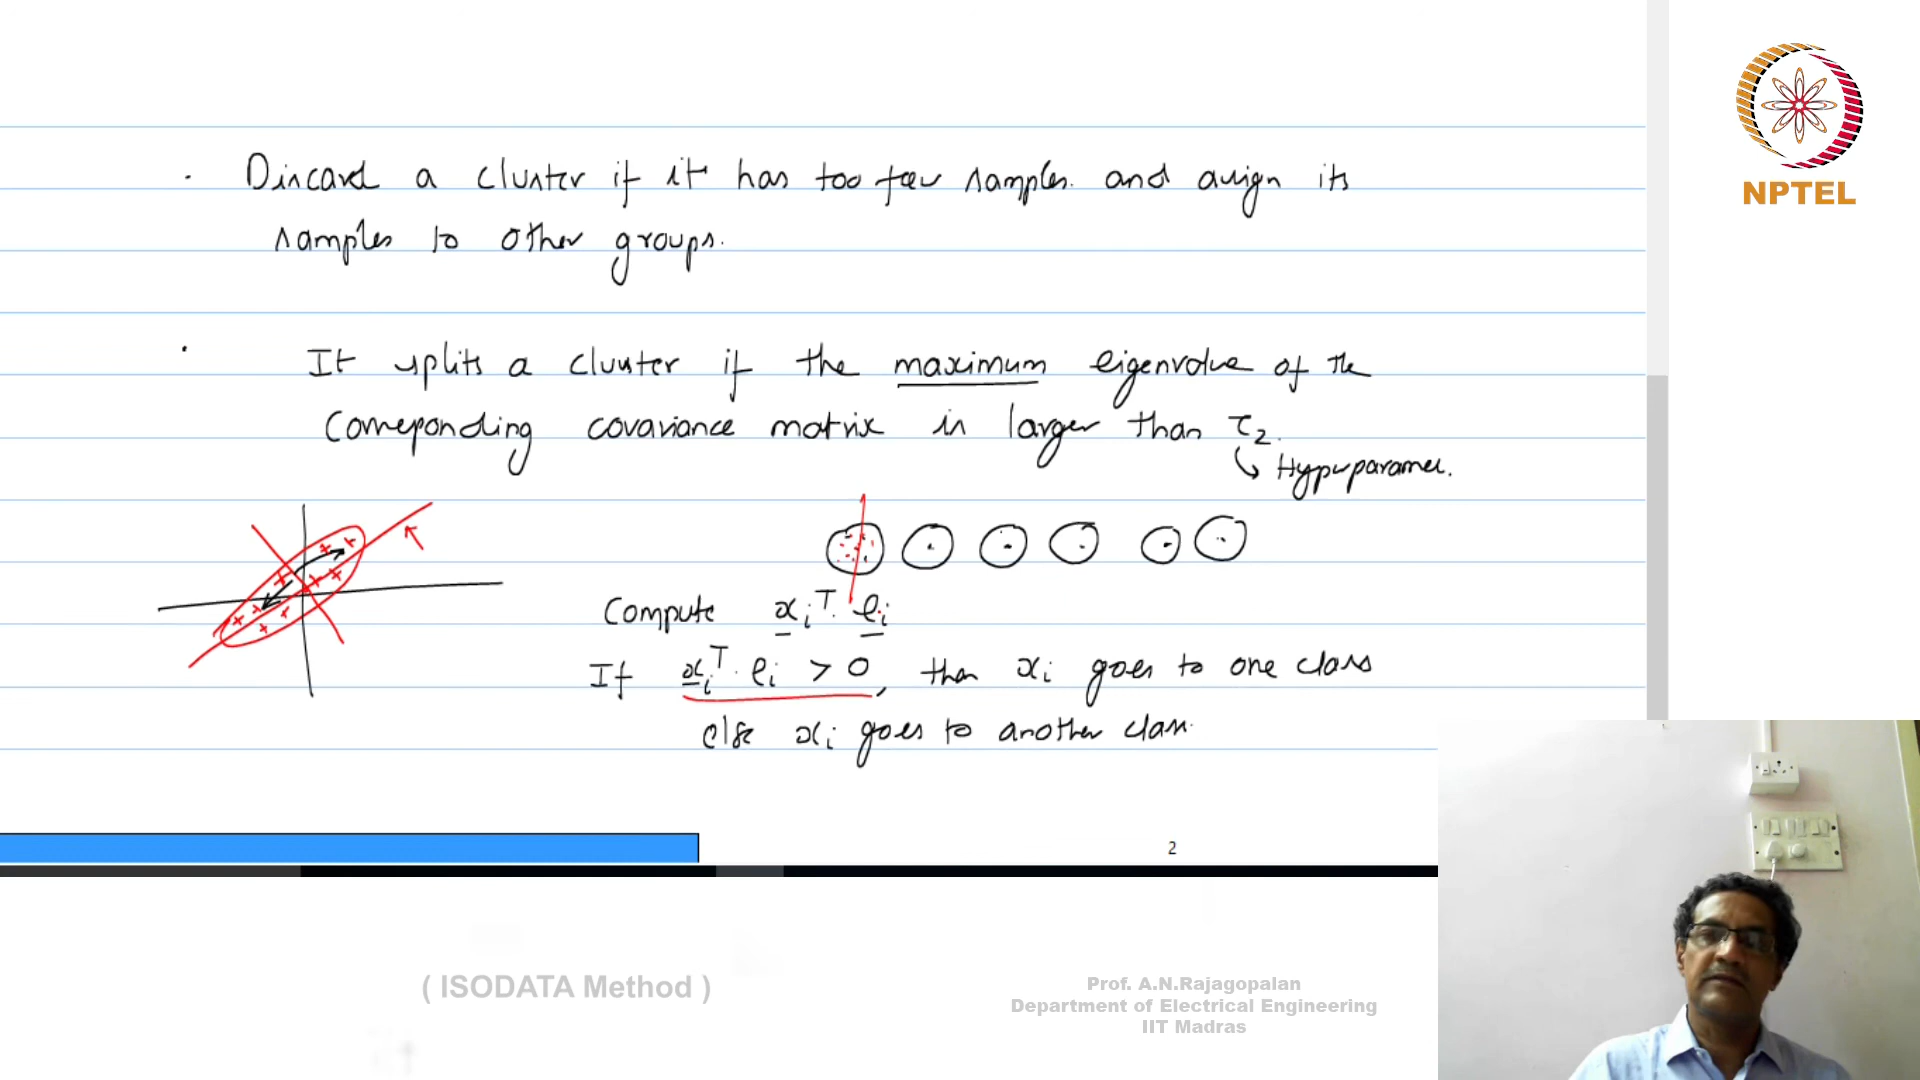 NPTEL
. Discard a cluster if it has too few samples. and assign its
samples to other groups.
. It splits a cluster if the maximum eigenvalue of the
Corresponding covariance matrix is larger than τ2.
↳ Hyperparameter.
Compute xiT. ei
If xiT. ei > 0, then xi goes to one class
else xi goes to another class.
2
( ISODATA Method )
Prof. A.N.Rajagopalan
Department of Electrical Engineering
IIT Madras